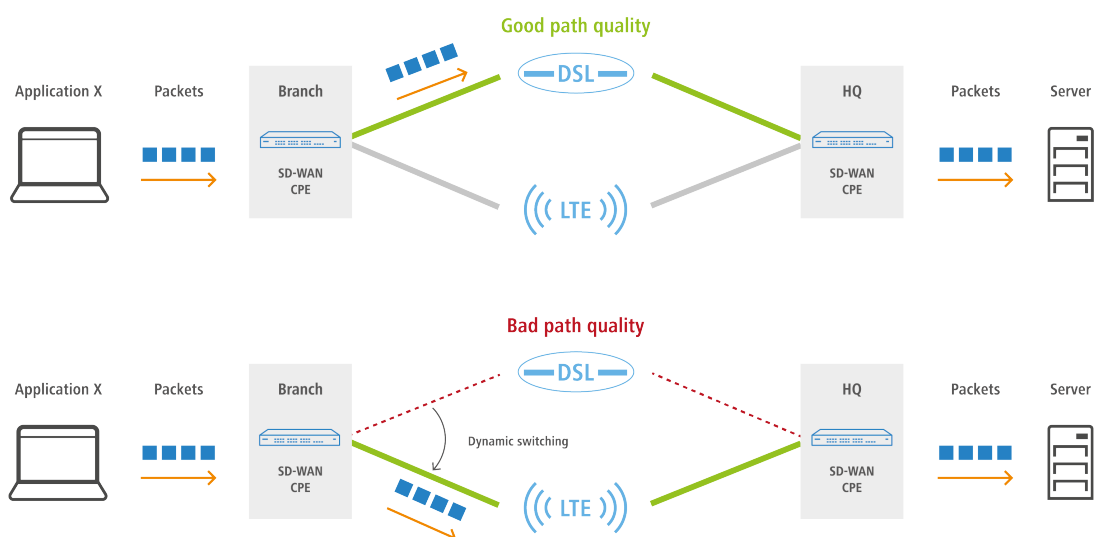 Good path quality
DSL
Application X
Packets
Branch
HQ
Packets
Server
SD-WAN
CPE
SD-WAN
CPE
LTE
Bad path quality
DSL
Application X
Packets
Branch
HQ
Packets
Server
Dynamic switching
SD-WAN
CPE
SD-WAN
CPE
LTE